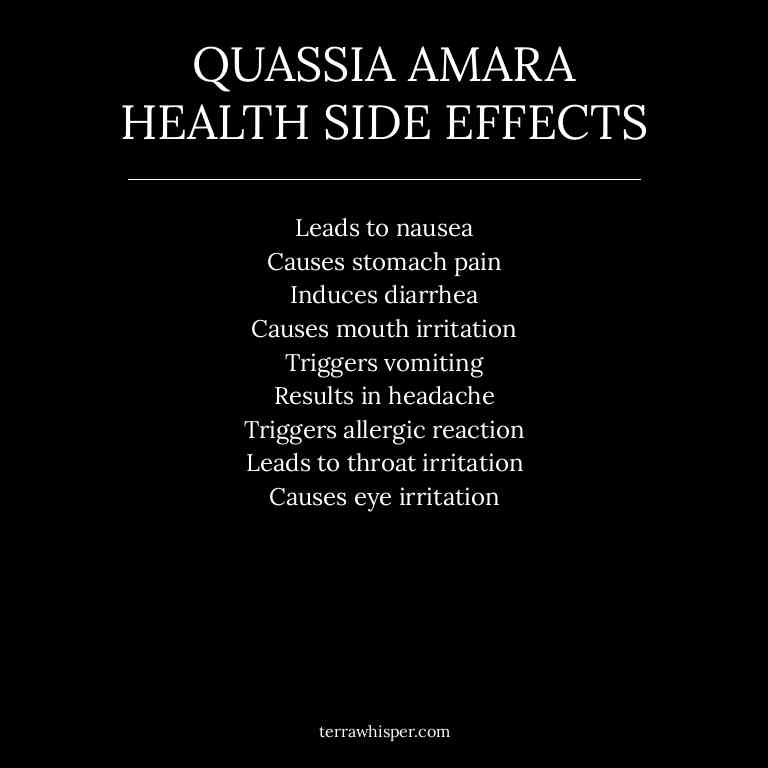 QUASSIA AMARA
HEALTH SIDE EFFECTS
Leads to nausea
Causes stomach pain
Induces diarrhea
Causes mouth irritation
Triggers vomiting
Results in headache
Triggers allergic reaction
Leads to throat irritation
Causes eye irritation
terrawhisper.com